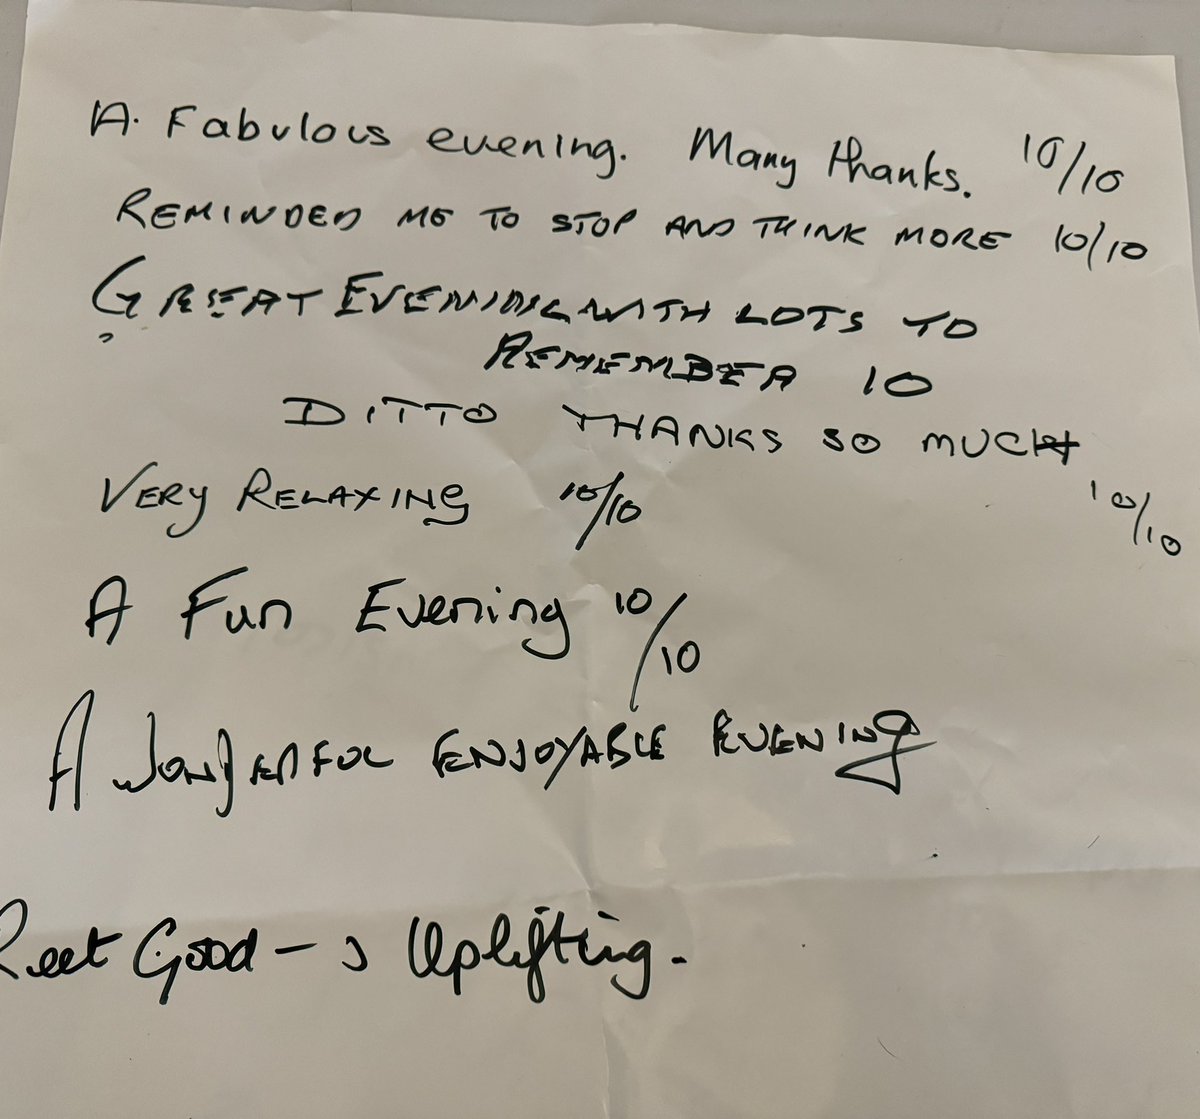 A. Fabulous evening. Many thanks. 10/10
REMINDED ME TO STOP AND THINK MORE 10/10
GREAT EVENING WITH LOTS TO
REMEMBER 10
DITTO THANKS SO MUCH
10/10
VERY RELAXING 10/10
A Fun Evening 10/10
A WONDERFUL ENJOYABLE EVENING
Reet Good - & Uplifting.